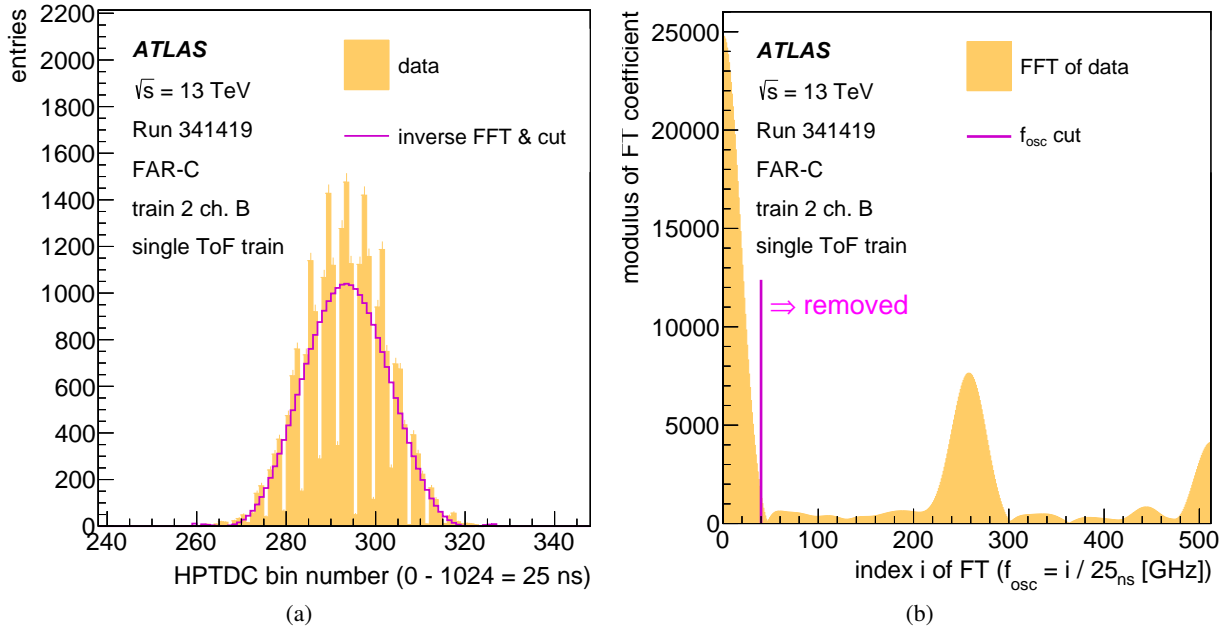 entries
2200
2000
1800
1600
1400
1200
1000
800
600
400
200
0
ATLAS
√s = 13 TeV
Run 341419
FAR-C
train 2 ch. B
single ToF train
data
inverse FFT & cut
240 260 280 300 320 340
HPTDC bin number (0 - 1024 = 25 ns)
(a)
modulus of FT coefficient
25000
20000
15000
10000
5000
0
ATLAS
√s = 13 TeV
Run 341419
FAR-C
train 2 ch. B
single ToF train
FFT of data
f_osc cut
⇒ removed
0 100 200 300 400 500
index i of FT (f_osc = i / 25_ns [GHz])
(b)